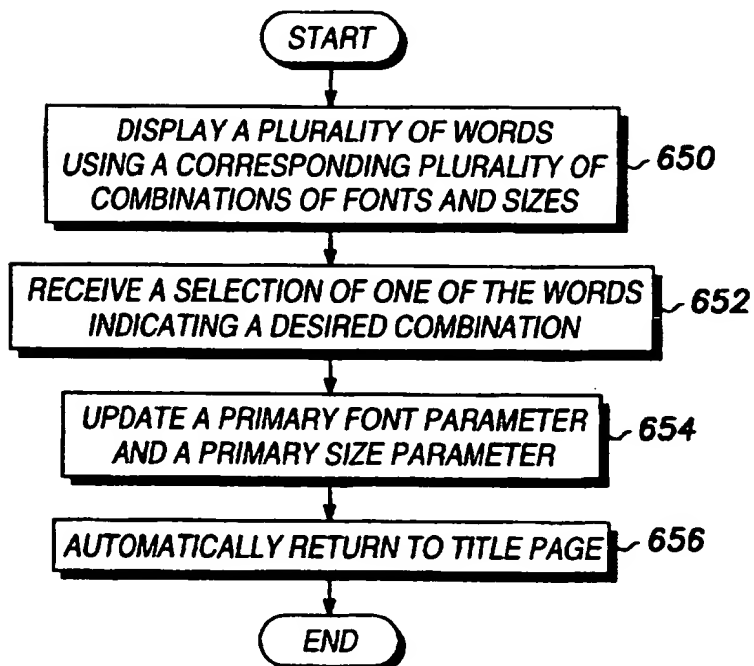 START
DISPLAY A PLURALITY OF WORDS
USING A CORRESPONDING PLURALITY OF
COMBINATIONS OF FONTS AND SIZES
650
RECEIVE A SELECTION OF ONE OF THE WORDS
INDICATING A DESIRED COMBINATION
652
UPDATE A PRIMARY FONT PARAMETER
AND A PRIMARY SIZE PARAMETER
654
AUTOMATICALLY RETURN TO TITLE PAGE
656
END